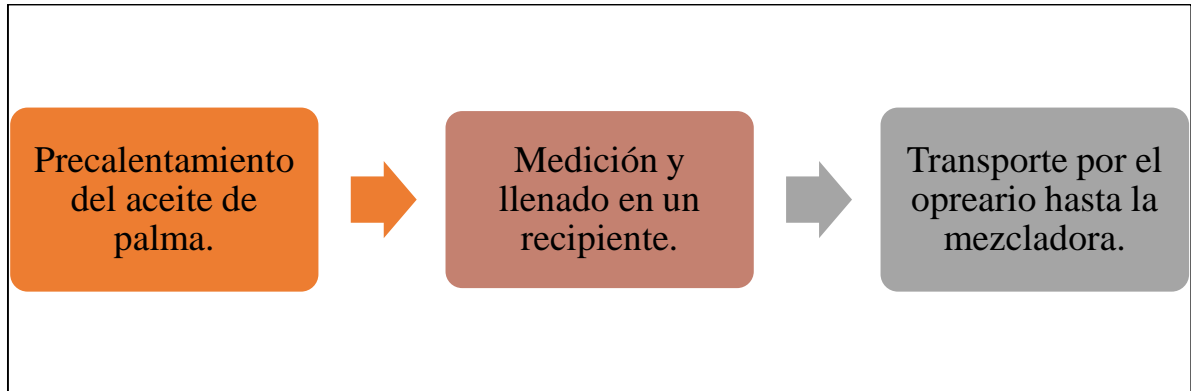 Precalentamiento
del aceite de
palma.
Medición y
llenado en un
recipiente.
Transporte por el
opreario hasta la
mezcladora.